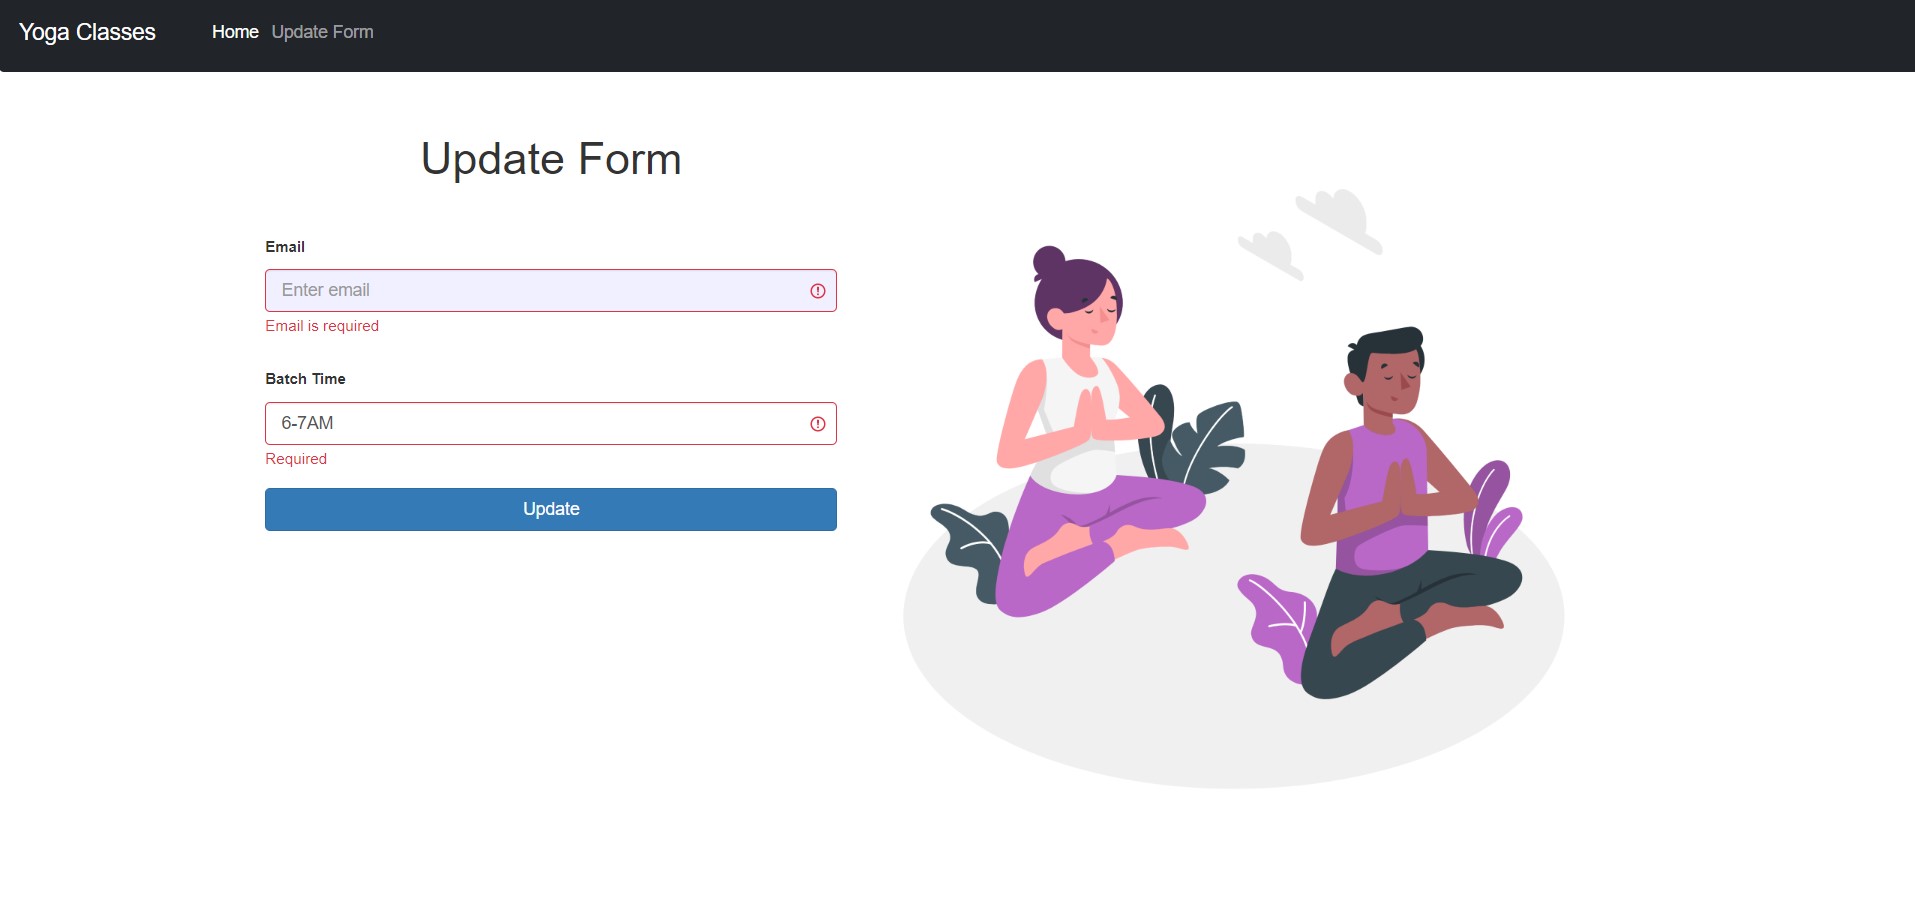 Yoga Classes Home Update Form
Update Form
Email
Enter email
Email is required
Batch Time
6-7AM
Required
Update